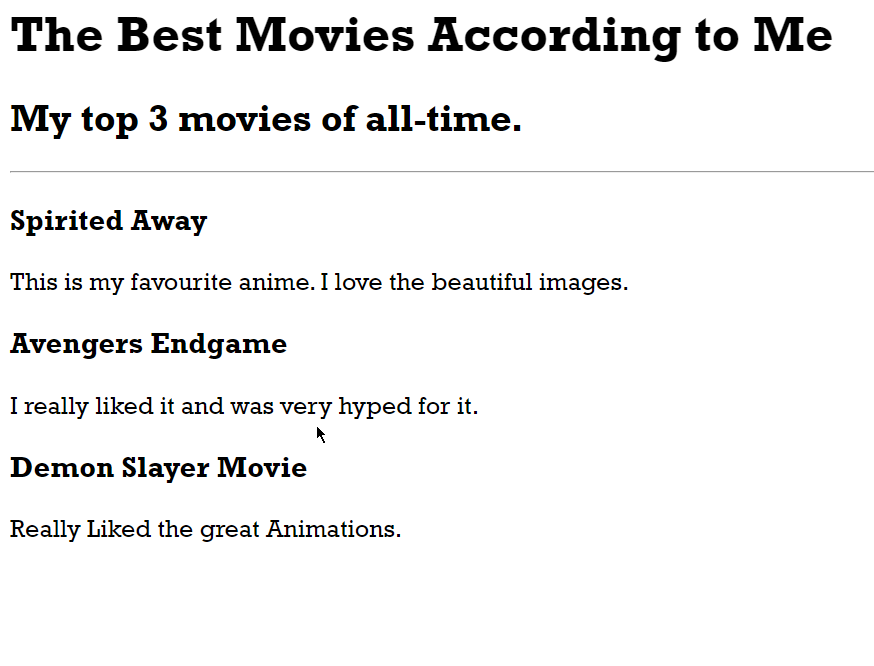 The Best Movies According to Me
My top 3 movies of all-time.
Spirited Away
This is my favourite anime. I love the beautiful images.
Avengers Endgame
I really liked it and was very hyped for it.
Demon Slayer Movie
Really Liked the great Animations.